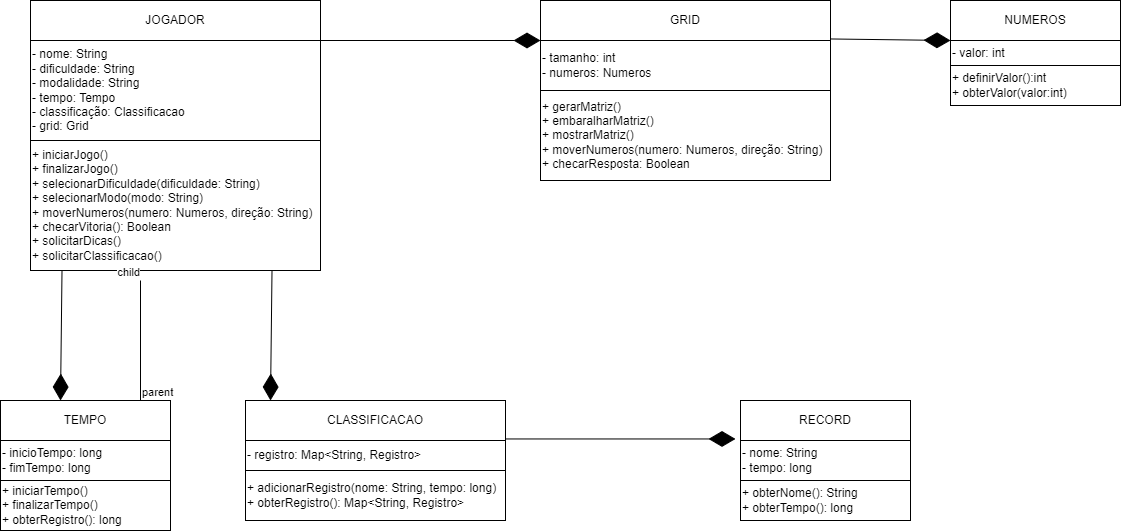 JOGADOR
- nome: String
- dificuldade: String
- modalidade: String
- tempo: Tempo
- classificação: Classificacao
- grid: Grid
+ iniciarJogo()
+ finalizarJogo()
+ selecionarDificuldade(dificuldade: String)
+ selecionarModo(modo: String)
+ moverNumeros(numero: Numeros, direção: String)
+ checarVitoria(): Boolean
+ solicitarDicas()
+ solicitarClassificacao()
GRID
- tamanho: int
- numeros: Numeros
+ gerarMatriz()
+ embaralharMatriz()
+ mostrarMatriz()
+ moverNumeros(numero: Numeros, direção: String)
+ checarResposta: Boolean
NUMEROS
- valor: int
+ definirValor():int
+ obterValor(valor:int)
child
parent
TEMPO
- inicioTempo: long
- fimTempo: long
+ iniciarTempo()
+ finalizarTempo()
+ obterRegistro(): long
CLASSIFICACAO
- registro: Map<String, Registro>
+ adicionarRegistro(nome: String, tempo: long)
+ obterRegistro(): Map<String, Registro>
RECORD
- nome: String
- tempo: long
+ obterNome(): String
+ obterTempo(): long